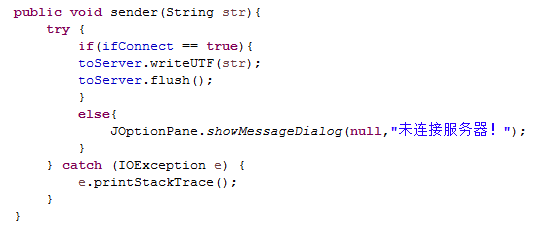 public void sender(String str){
    try {
        if(ifConnect == true){
        toServer.writeUTF(str);
        toServer.flush();
        }
        else{
            JOptionPane.showMessageDialog(null,"未连接服务器！");
        }
    } catch (IOException e) {
        e.printStackTrace();
    }
}